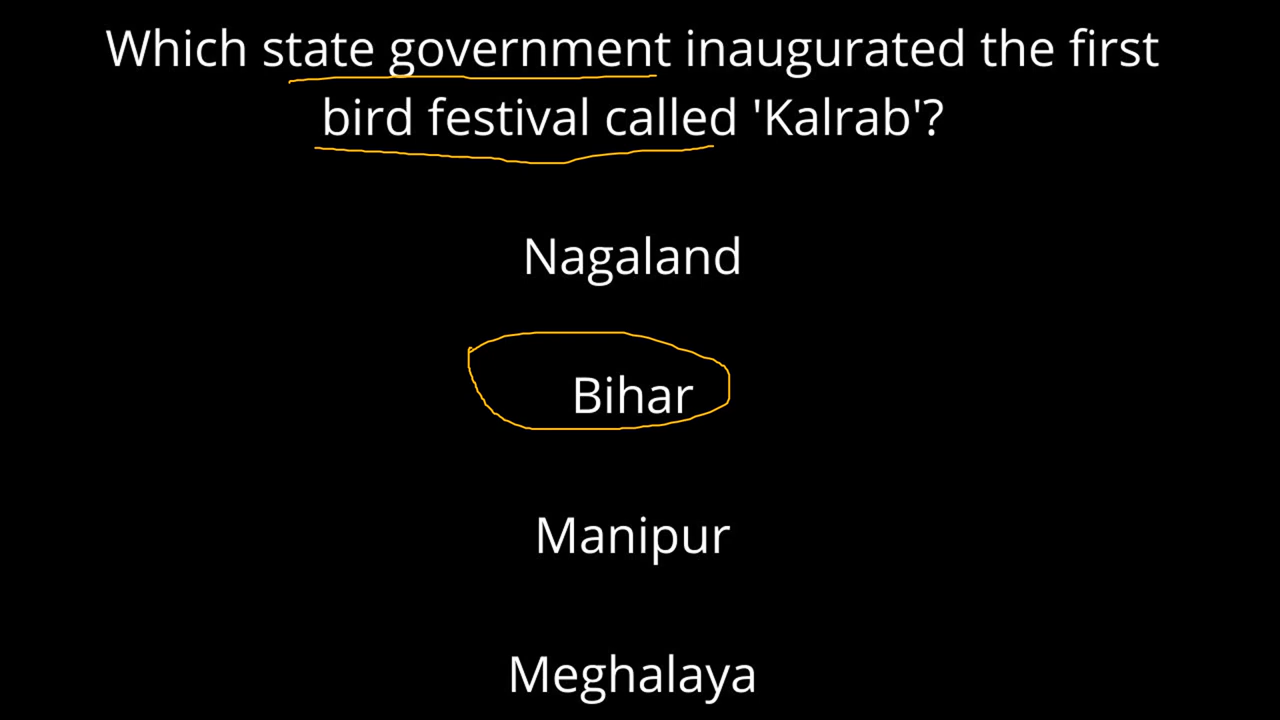 Which state government inaugurated the first
bird festival called 'Kalrab'?
Nagaland
Bihar
Manipur
Meghalaya